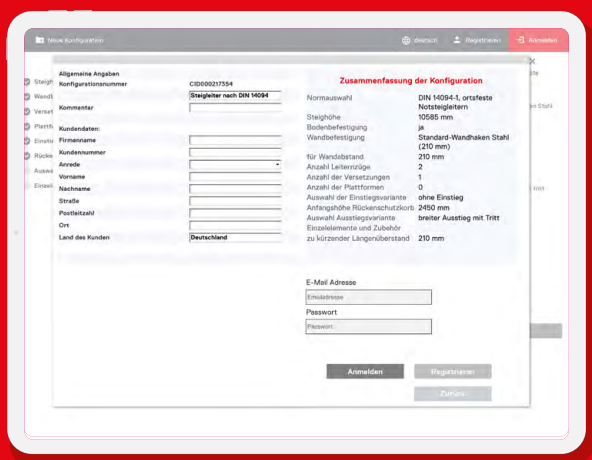 Neue Konfiguration
deutsch
Registrieren
Anmelden
Allgemeine Angaben
Konfigurationsnummer CID000217354
Steigleiter nach DIN 14094
Kommentar
Kundendaten:
Firmenname
Kundennummer
Anrede
Vorname
Nachname
Straße
Postleitzahl
Ort
Land des Kunden Deutschland
Zusammenfassung der Konfiguration
Normauswahl DIN 14094-1, ortsfeste
Notsteigleitern
Steighöhe 10585 mm
Bodenbefestigung ja
Wandbefestigung Standard-Wandhaken Stahl
(210 mm)
für Wandabstand 210 mm
Anzahl Leiternzüge 2
Anzahl der Versetzungen 1
Anzahl der Plattformen 0
Auswahl der Einstiegsvariante ohne Einstieg
Anfangshöhe Rückenschutzkorb 2450 mm
Auswahl Ausstiegsvariante breiter Ausstieg mit Tritt
Einzelelemente und Zubehör
zu kürzender Längenüberstand 210 mm
E-Mail Adresse
Emailadresse
Passwort
Passwort
Anmelden
Registrieren
Zurück